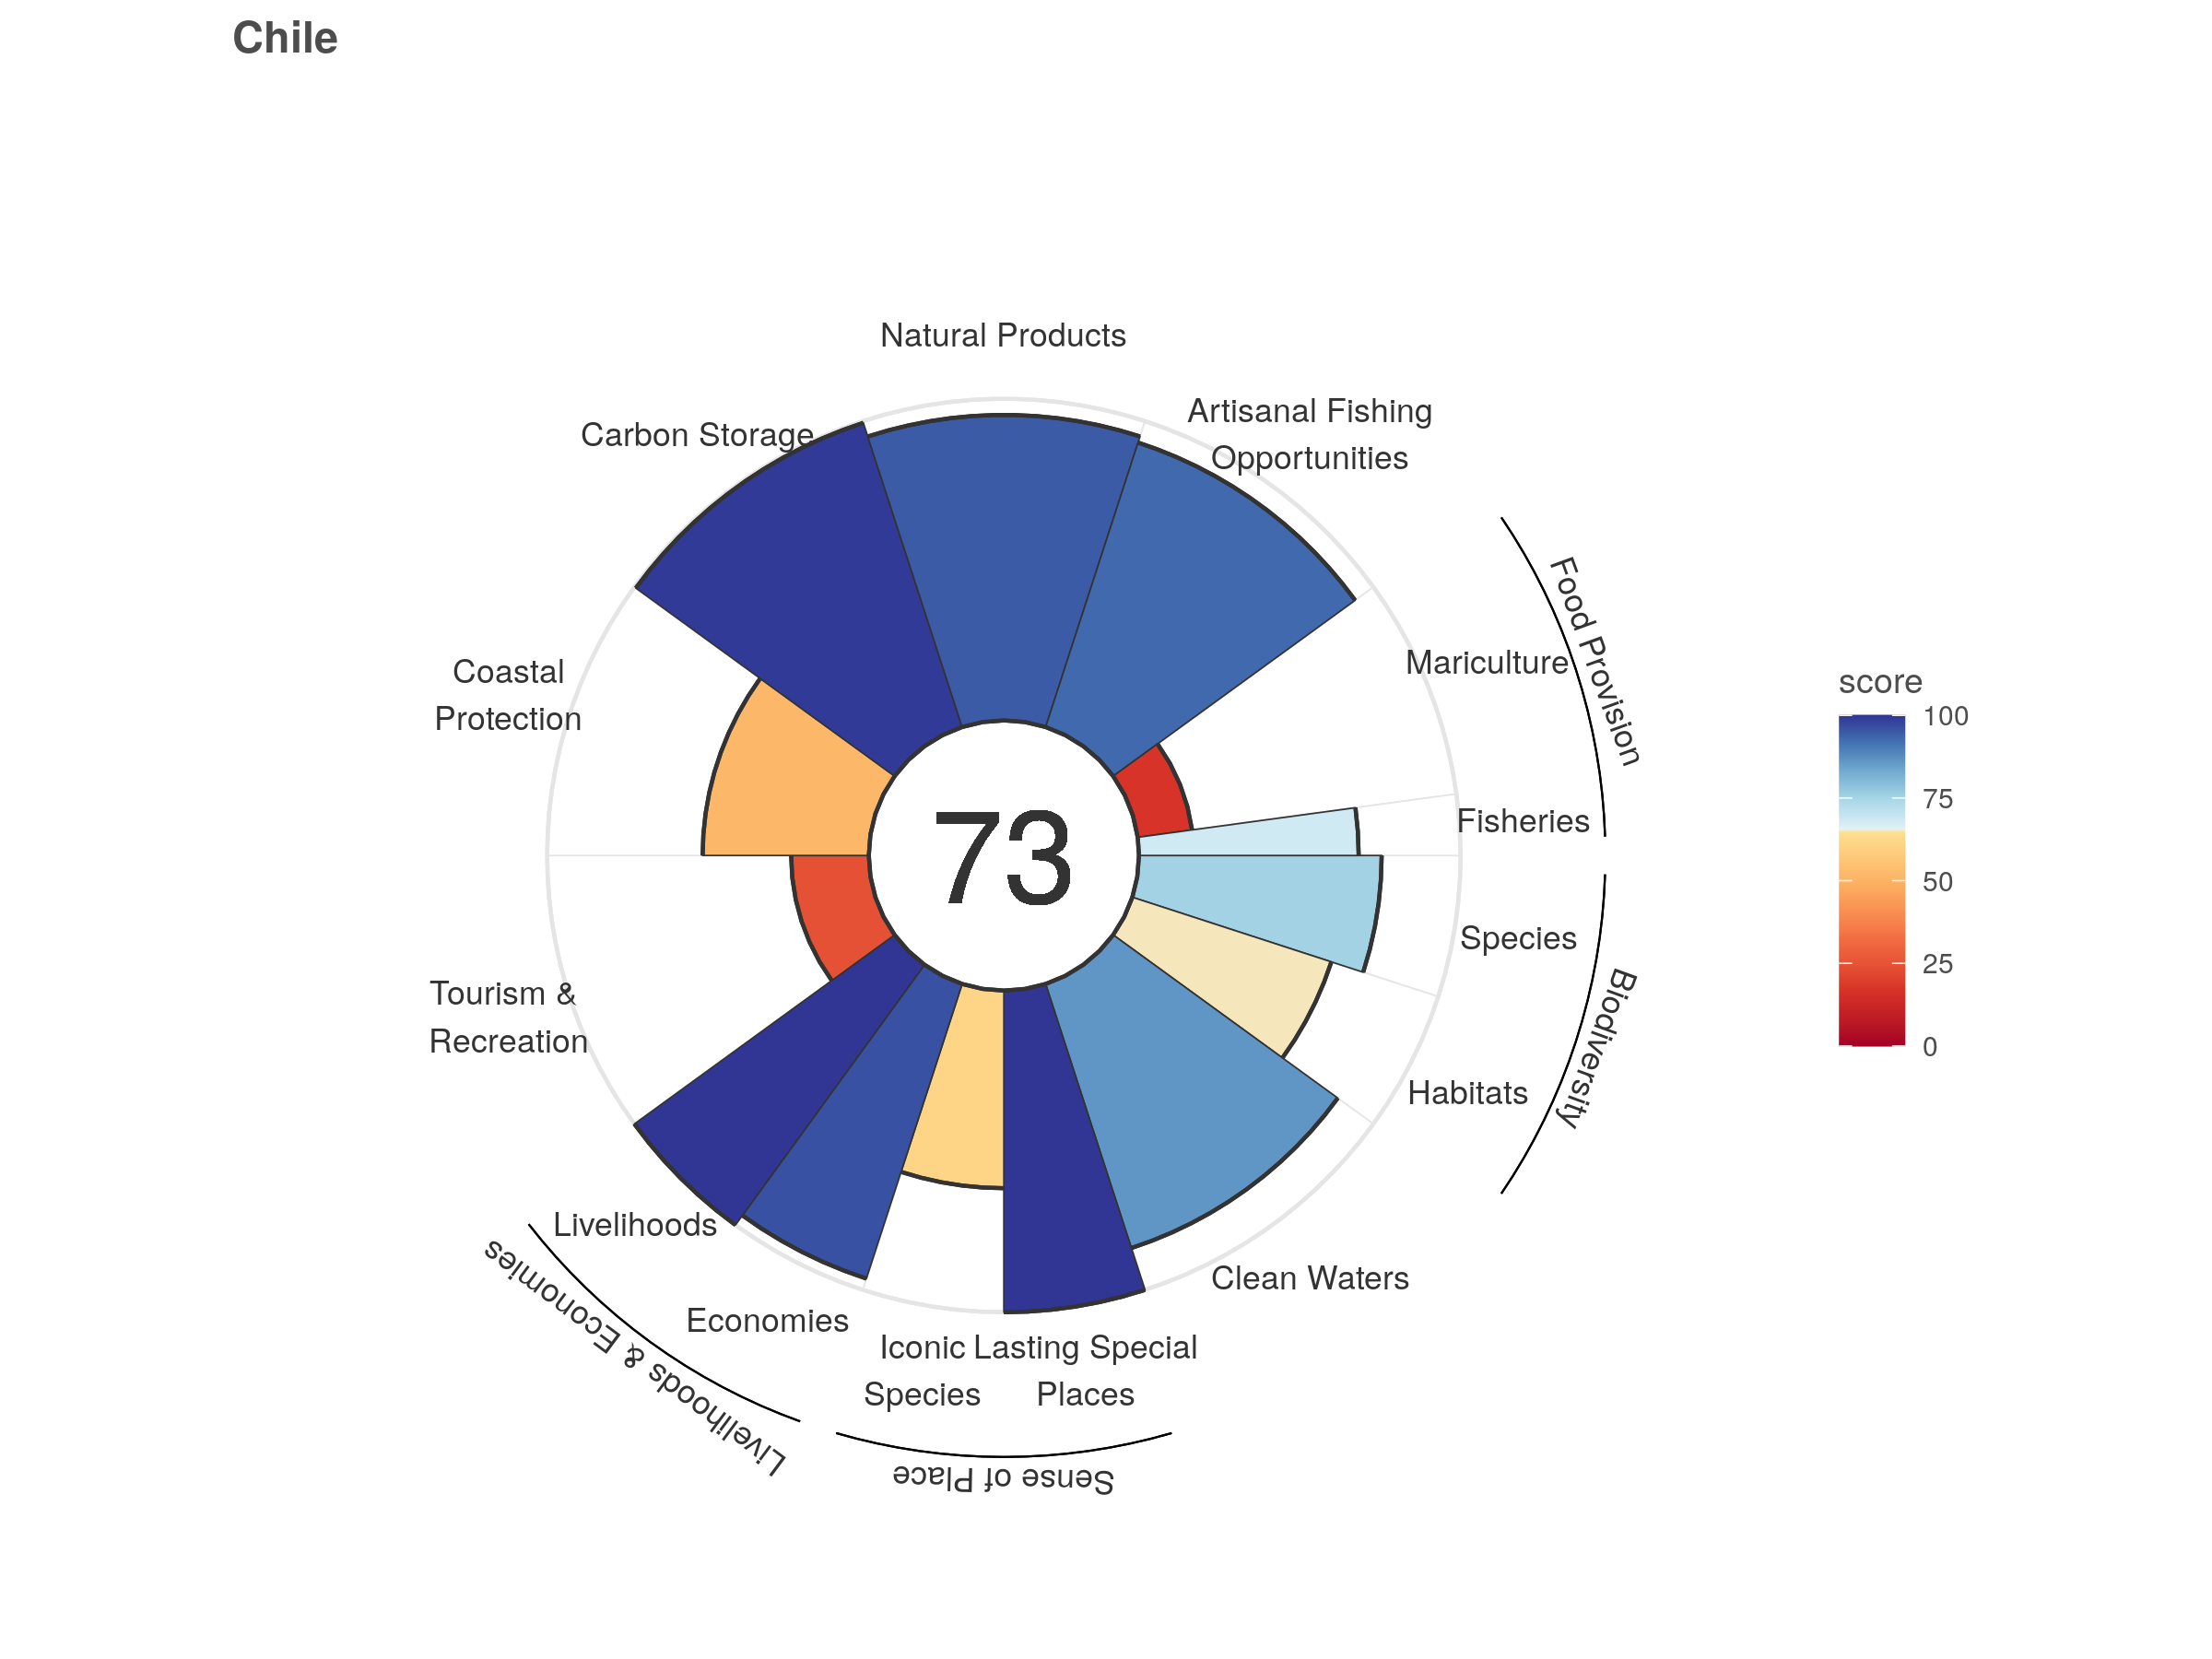 Chile
Natural Products
Artisanal Fishing
Opportunities
Carbon Storage
Food Provision
Mariculture
Coastal
Protection
Fisheries
73
Species
Biodiversity
Tourism &
Recreation
Habitats
Livelihoods
Livelihoods & Economies
Clean Waters
Economies
Iconic
Species
Lasting Special
Places
Sense of Place
score
100
75
50
25
0